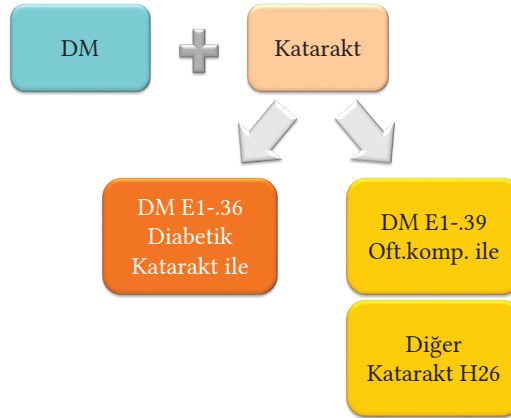 DM
Katarakt
DM E1-.36
Diabetik
Katarakt ile
DM E1-.39
Oft.komp. ile
Diğer
Katarakt H26